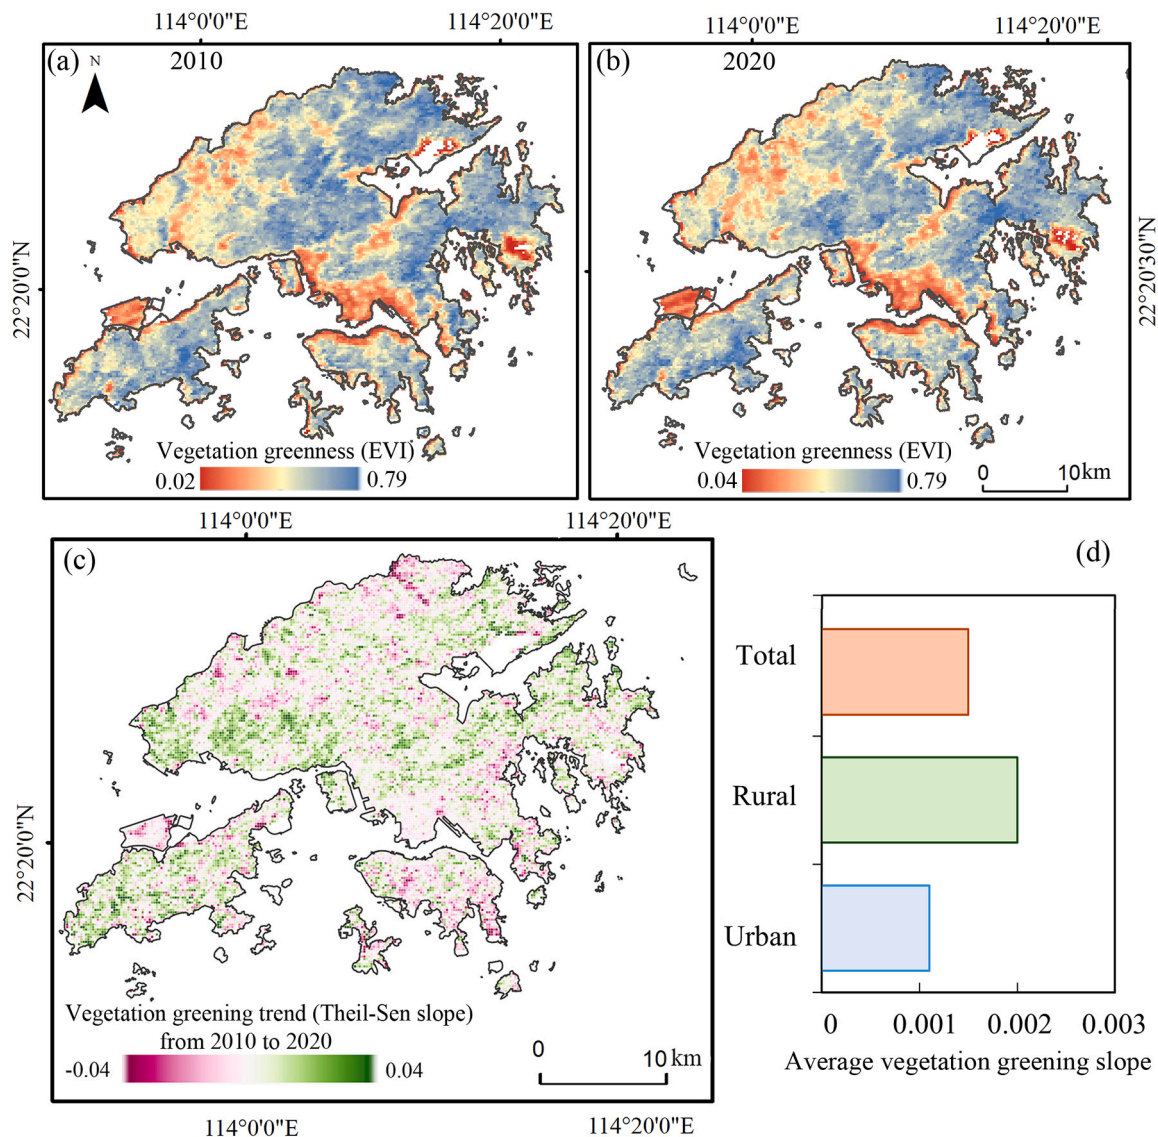 114°0'0"E
114°20'0"E
114°0'0"E
114°20'0"E
(a)
N
2010
(b)
2020
22°20'0"N
22°20'30"N
Vegetation greenness (EVI)
0.02
0.79
Vegetation greenness (EVI)
0.04
0.79
0
10km
114°0'0"E
114°20'0"E
(c)
(d)
22°20'0"N
Total
Rural
Urban
Vegetation greening trend (Theil-Sen slope)
from 2010 to 2020
-0.04
0.04
0
10 km
0
0.001
0.002
0.003
Average vegetation greening slope
114°0'0"E
114°20'0"E